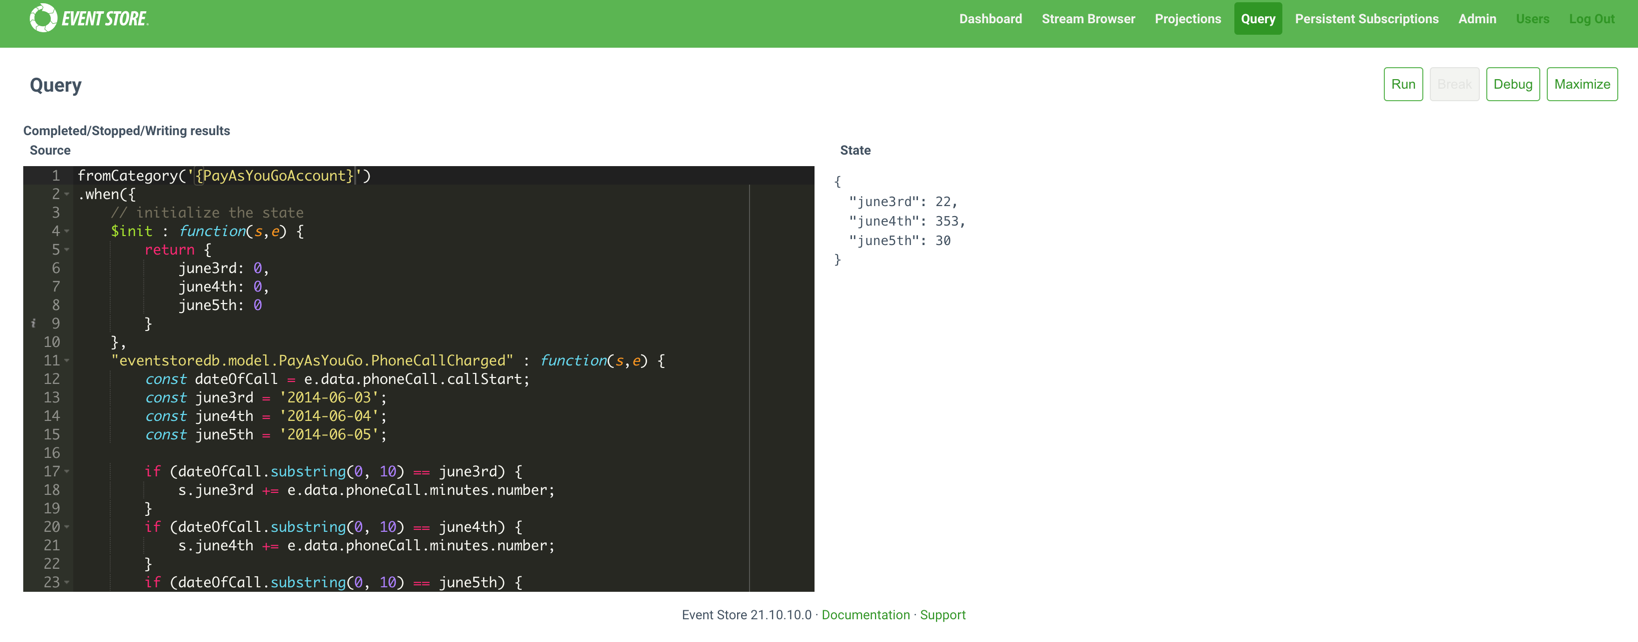 EVENT STORE.
Dashboard Stream Browser Projections Query Persistent Subscriptions Admin Users Log Out
Query
Run Break Debug Maximize
Completed/Stopped/Writing results
Source
1 fromCategory('{PayAsYouGoAccount}')
2 .when({
3 // initialize the state
4 $init : function(s,e) {
5 return {
6 june3rd: 0,
7 june4th: 0,
8 june5th: 0
i 9 }
10 },
11 "eventstoredb.model.PayAsYouGo.PhoneCallCharged" : function(s,e) {
12 const dateOfCall = e.data.phoneCall.callStart;
13 const june3rd = '2014-06-03';
14 const june4th = '2014-06-04';
15 const june5th = '2014-06-05';
16
17 if (dateOfCall.substring(0, 10) == june3rd) {
18 s.june3rd += e.data.phoneCall.minutes.number;
19 }
20 if (dateOfCall.substring(0, 10) == june4th) {
21 s.june4th += e.data.phoneCall.minutes.number;
22 }
23 if (dateOfCall.substring(0, 10) == june5th) {
State
{
"june3rd": 22,
"june4th": 353,
"june5th": 30
}
Event Store 21.10.10.0 · Documentation · Support